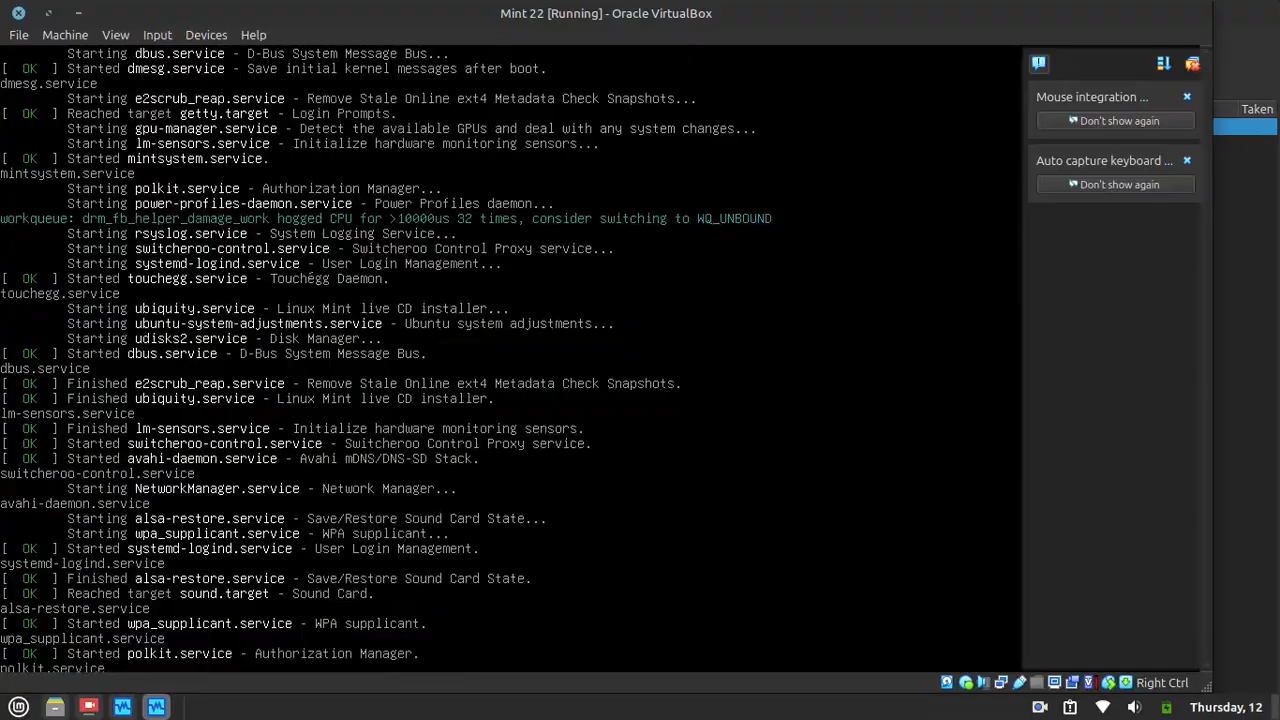 Mint 22 [Running] - Oracle VirtualBox
File Machine View Input Devices Help
Starting dbus.service - D-Bus System Message Bus...
[ OK ] Started dmesg.service - Save initial kernel messages after boot.
dmesg.service
Starting e2scrub_reap.service - Remove Stale Online ext4 Metadata Check Snapshots...
[ OK ] Reached target getty.target - Login Prompts.
Starting gpu-manager.service - Detect the available GPUs and deal with any system changes...
Starting lm-sensors.service - Initialize hardware monitoring sensors...
[ OK ] Started mintsystem.service.
mintsystem.service
Starting polkit.service - Authorization Manager...
Starting power-profiles-daemon.service - Power Profiles daemon...
workqueue: drm_fb_helper_damage_work hogged CPU for >10000us 32 times, consider switching to WQ_UNBOUND
Starting rsyslog.service - System Logging Service...
Starting switcheroo-control.service - Switcheroo Control Proxy service...
Starting systemd-logind.service - User Login Management...
[ OK ] Started touchegg.service - Touchégg Daemon.
touchegg.service
Starting ubiquity.service - Linux Mint live CD installer...
Starting ubuntu-system-adjustments.service - Ubuntu system adjustments...
Starting udisks2.service - Disk Manager...
[ OK ] Started dbus.service - D-Bus System Message Bus.
dbus.service
[ OK ] Finished e2scrub_reap.service - Remove Stale Online ext4 Metadata Check Snapshots.
[ OK ] Finished ubiquity.service - Linux Mint live CD installer.
lm-sensors.service
[ OK ] Finished lm-sensors.service - Initialize hardware monitoring sensors.
[ OK ] Started switcheroo-control.service - Switcheroo Control Proxy service.
[ OK ] Started avahi-daemon.service - Avahi mDNS/DNS-SD Stack.
switcheroo-control.service
Starting NetworkManager.service - Network Manager...
avahi-daemon.service
Starting alsa-restore.service - Save/Restore Sound Card State...
Starting wpa_supplicant.service - WPA supplicant...
[ OK ] Started systemd-logind.service - User Login Management.
systemd-logind.service
[ OK ] Finished alsa-restore.service - Save/Restore Sound Card State.
[ OK ] Reached target sound.target - Sound Card.
alsa-restore.service
[ OK ] Started wpa_supplicant.service - WPA supplicant.
wpa_supplicant.service
[ OK ] Started polkit.service - Authorization Manager.
polkit.service
Mouse integration ...
Don't show again
Auto capture keyboard ...
Don't show again
Taken
Right Ctrl
Thursday, 12